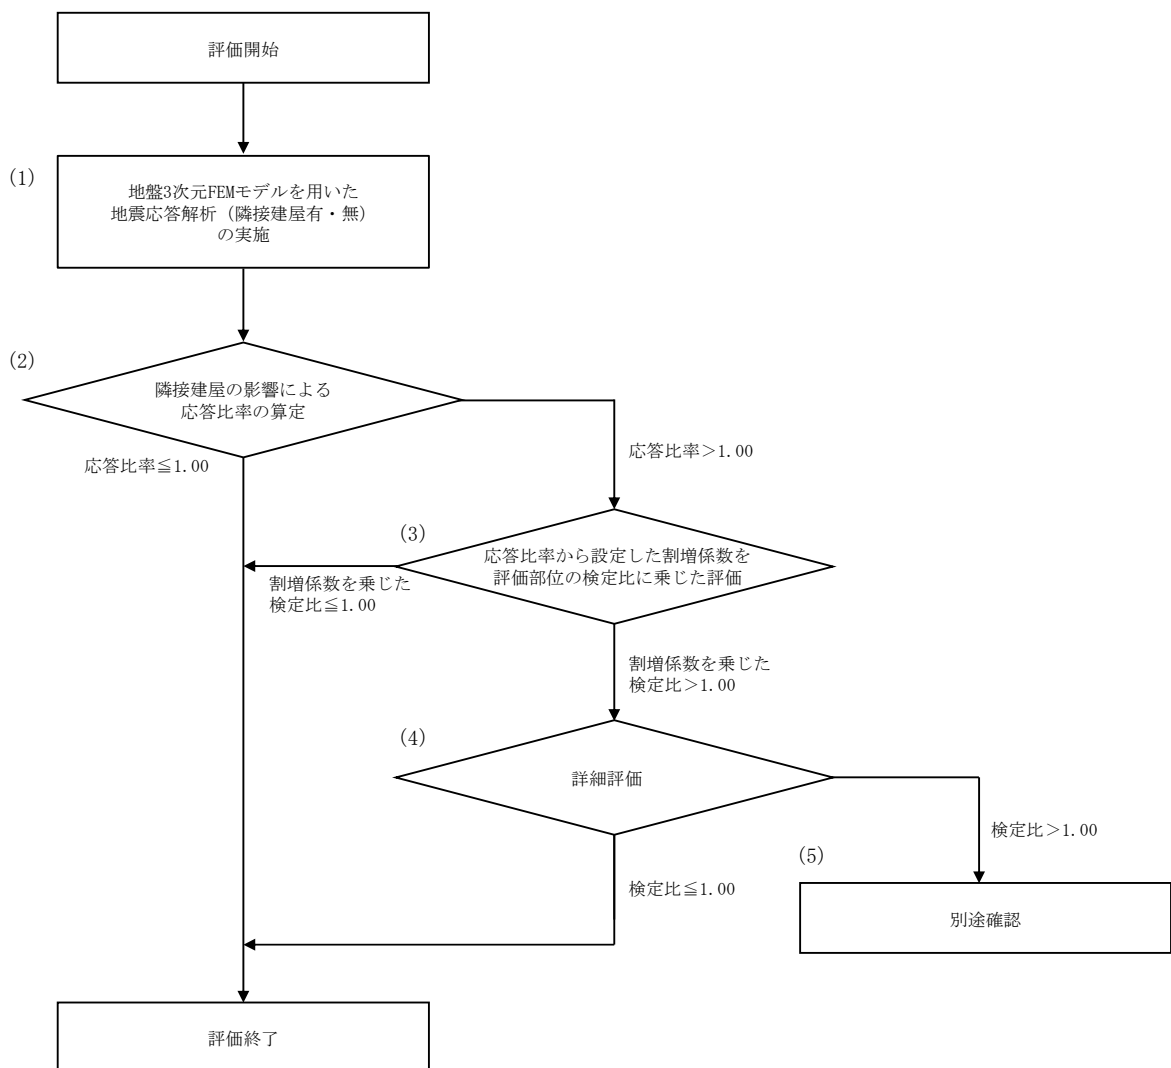 評価開始
(1)
地盤3次元FEMモデルを用いた
地震応答解析（隣接建屋有・無）
の実施
(2)
隣接建屋の影響による
応答比率の算定
応答比率≦1.00
応答比率＞1.00
(3)
応答比率から設定した割増係数を
評価部位の検定比に乗じた評価
割増係数を乗じた
検定比≦1.00
割増係数を乗じた
検定比＞1.00
(4)
詳細評価
検定比＞1.00
(5)
検定比≦1.00
別途確認
評価終了